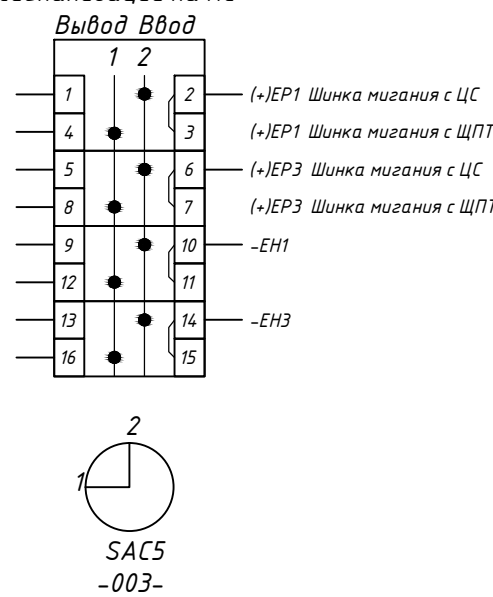 Вывод Ввод
1 2
1 2 (+)EP1 Шинка мигания с ЦС
4 3 (+)EP1 Шинка мигания с ЩПТ
5 6 (+)EP3 Шинка мигания с ЦС
8 7 (+)EP3 Шинка мигания с ЩПТ
9 10 -EH1
12 11
13 14 -EH3
16 15
2
1
SAC5
-003-